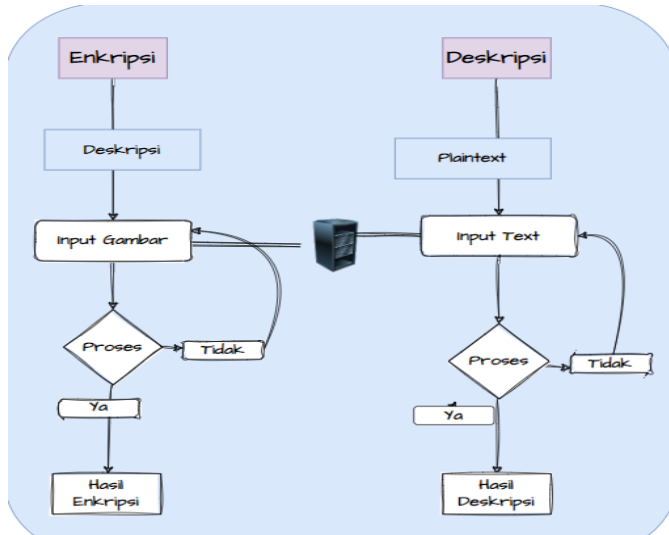 Enkripsi
Deskripsi
Input Gambar
Proses
Tidak
Ya
Hasil
Enkripsi
Deskripsi
Plaintext
Input Text
Proses
Tidak
Ya
Hasil
Deskripsi